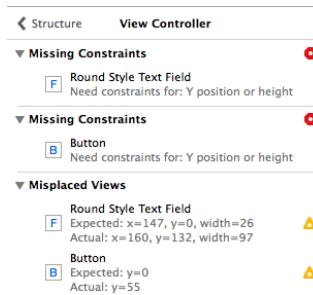 Structure
View Controller
Missing Constraints
F
Round Style Text Field
Need constraints for: Y position or height
Missing Constraints
B
Button
Need constraints for: Y position or height
Misplaced Views
F
Round Style Text Field
Expected: x=147, y=0, width=26
Actual: x=160, y=132, width=97
B
Button
Expected: y=0
Actual: y=55